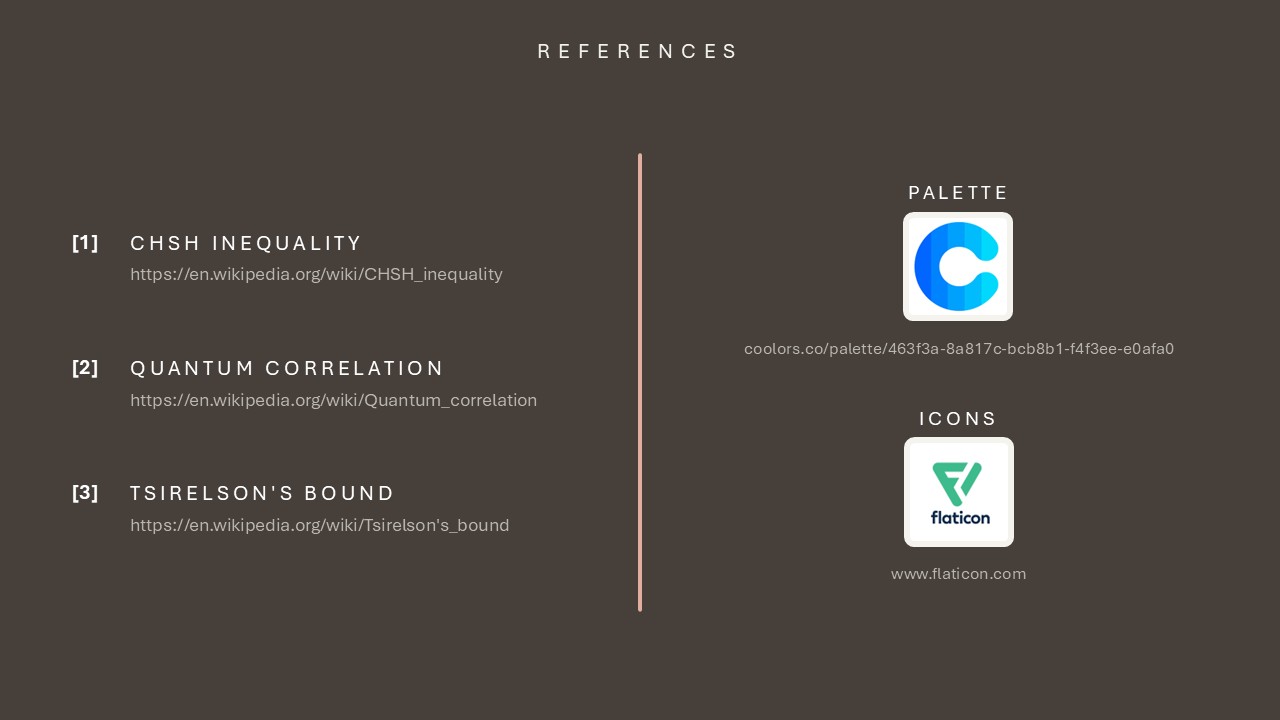 REFERENCES
[1] CHSH INEQUALITY
https://en.wikipedia.org/wiki/CHSH_inequality
[2] QUANTUM CORRELATION
https://en.wikipedia.org/wiki/Quantum_correlation
[3] TSIRELSON'S BOUND
https://en.wikipedia.org/wiki/Tsirelson's_bound
PALETTE
coolors.co/palette/463f3a-8a817c-bcb8b1-f4f3ee-e0afa0
ICONS
flaticon
www.flaticon.com